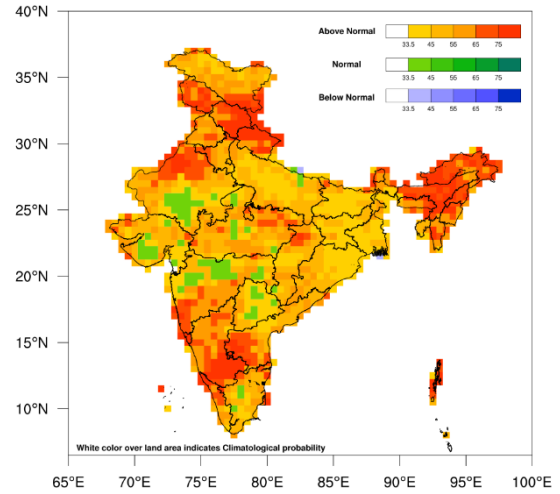 40°N
35°N
30°N
25°N
20°N
15°N
10°N
Above Normal
33.5 45 55 65 75
Normal
33.5 45 55 65 75
Below Normal
33.5 45 55 65 75
White color over land area indicates Climatological probability
65°E 70°E 75°E 80°E 85°E 90°E 95°E 100°E